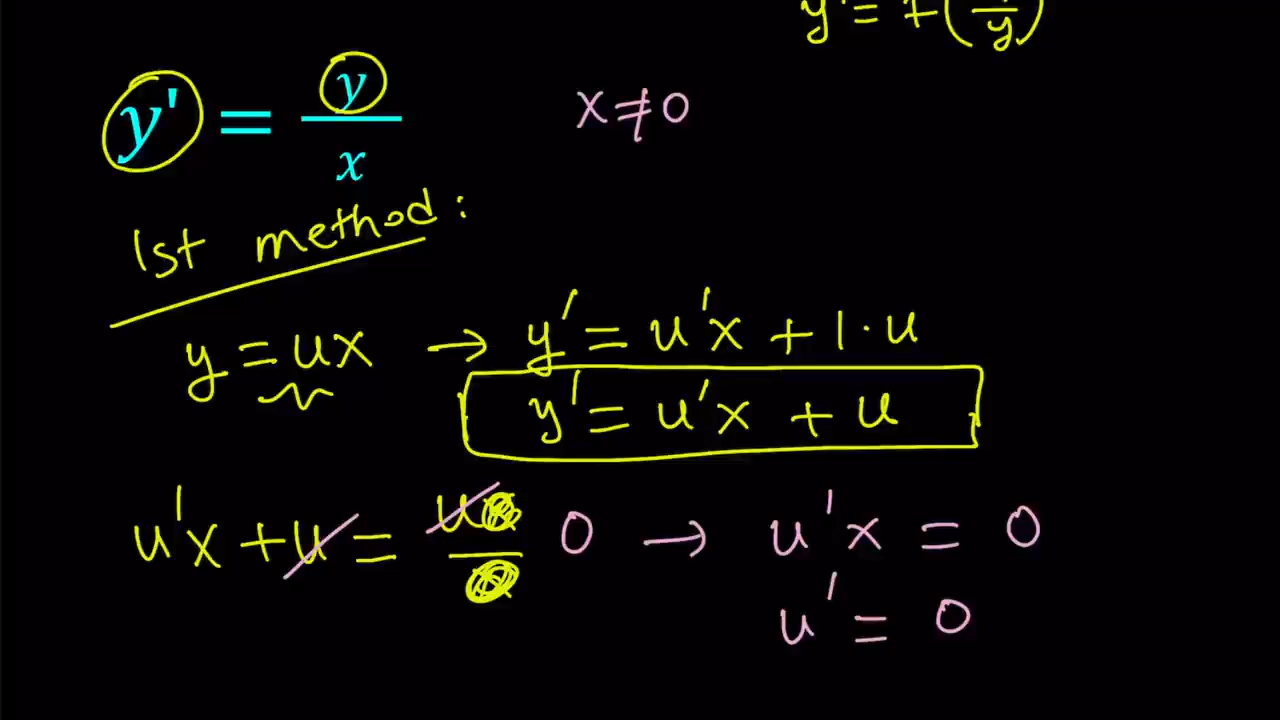 y' = f(x/y)
y' = y/x
x ≠ 0
1st method:
y = ux → y' = u'x + 1·u
y' = u'x + u
u'x + u = u 0 → u'x = 0
u' = 0